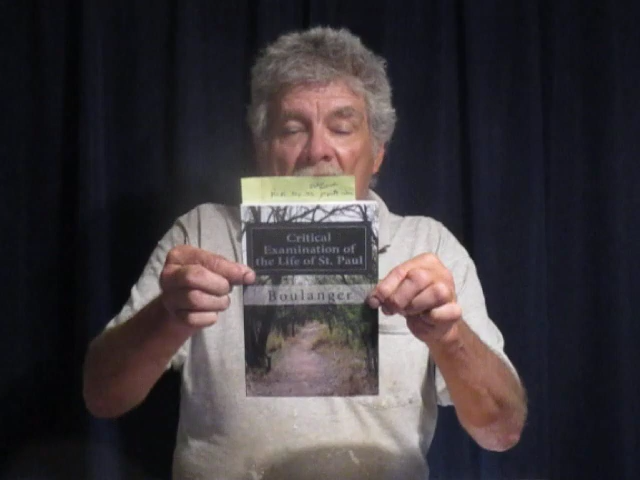 Critical
Examination of
the Life of St. Paul
Boulanger